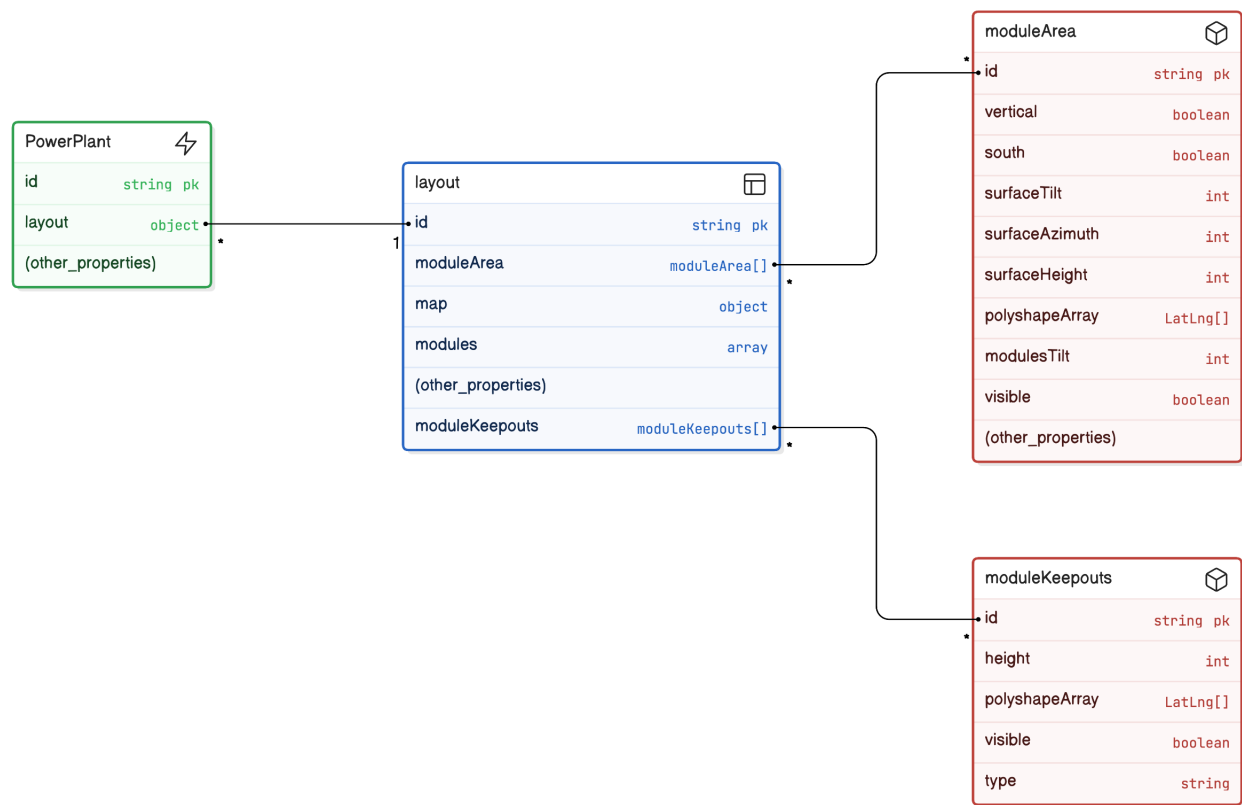 PowerPlant
id string pk
layout object
(other_properties)
*
1
layout
id string pk
moduleArea moduleArea[]
map object
modules array
(other_properties)
moduleKeepouts moduleKeepouts[]
*
*
*
moduleArea
id string pk
vertical boolean
south boolean
surfaceTilt int
surfaceAzimuth int
surfaceHeight int
polyshapeArray LatLng[]
modulesTilt int
visible boolean
(other_properties)
*
moduleKeepouts
id string pk
height int
polyshapeArray LatLng[]
visible boolean
type string